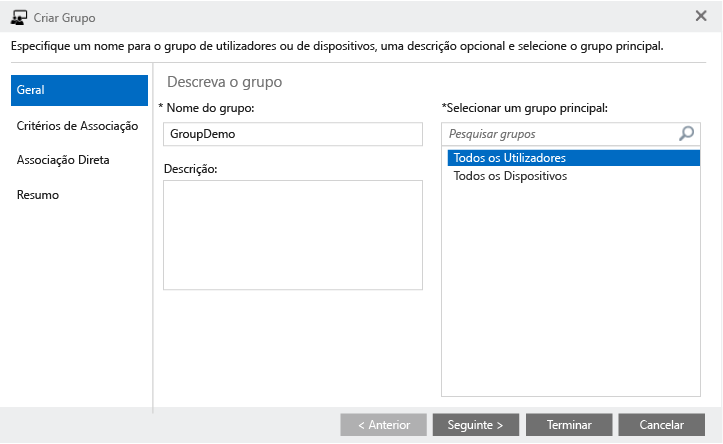 Criar Grupo
Especifique um nome para o grupo de utilizadores ou de dispositivos, uma descrição opcional e selecione o grupo principal.
Geral
Critérios de Associação
Associação Direta
Resumo
Descreva o grupo
* Nome do grupo:
GroupDemo
Descrição:
*Selecionar um grupo principal:
Pesquisar grupos
Todos os Utilizadores
Todos os Dispositivos
< Anterior
Seguinte >
Terminar
Cancelar